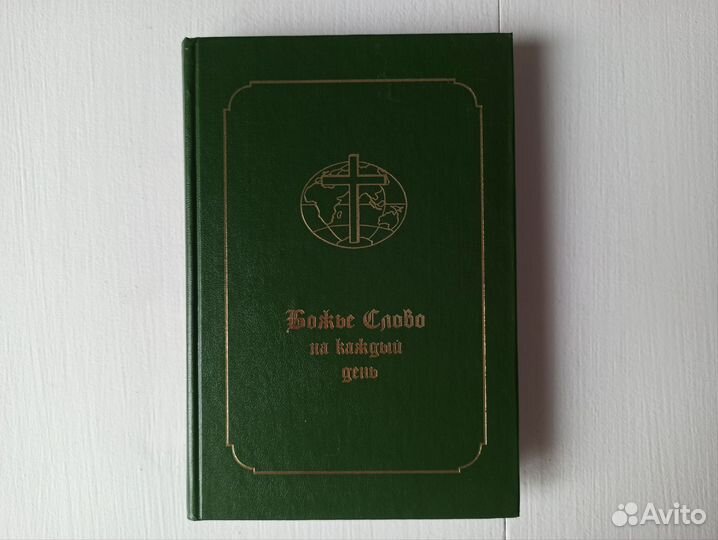 Божье Слово
на каждый
день
Avito